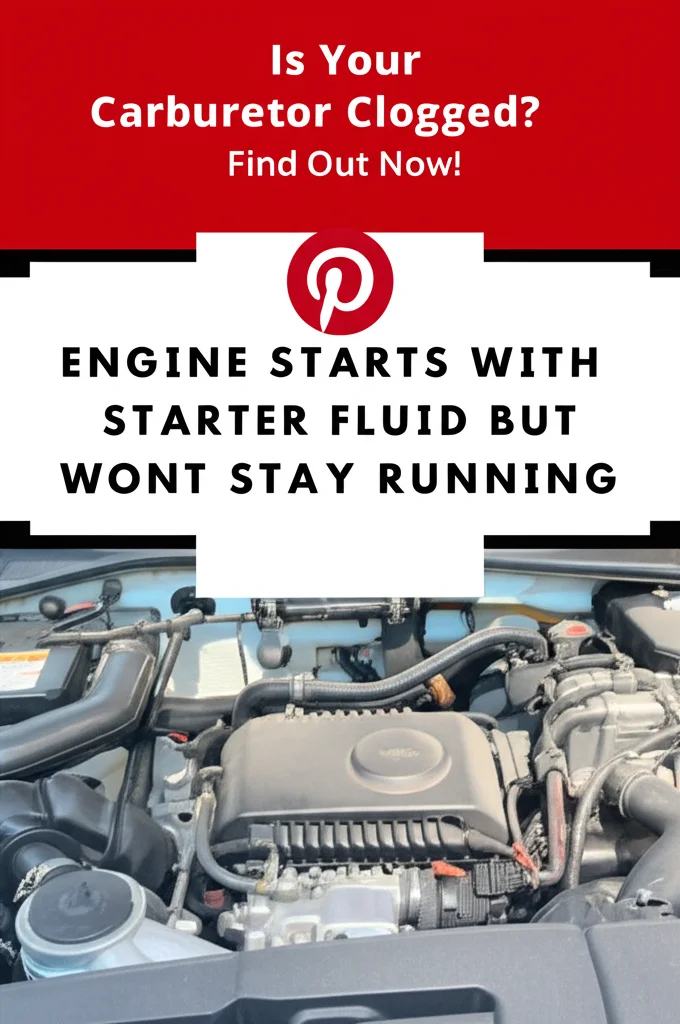 Is Your
Carburetor Clogged?
Find Out Now!
ENGINE STARTS WITH
STARTER FLUID BUT
WONT STAY RUNNING